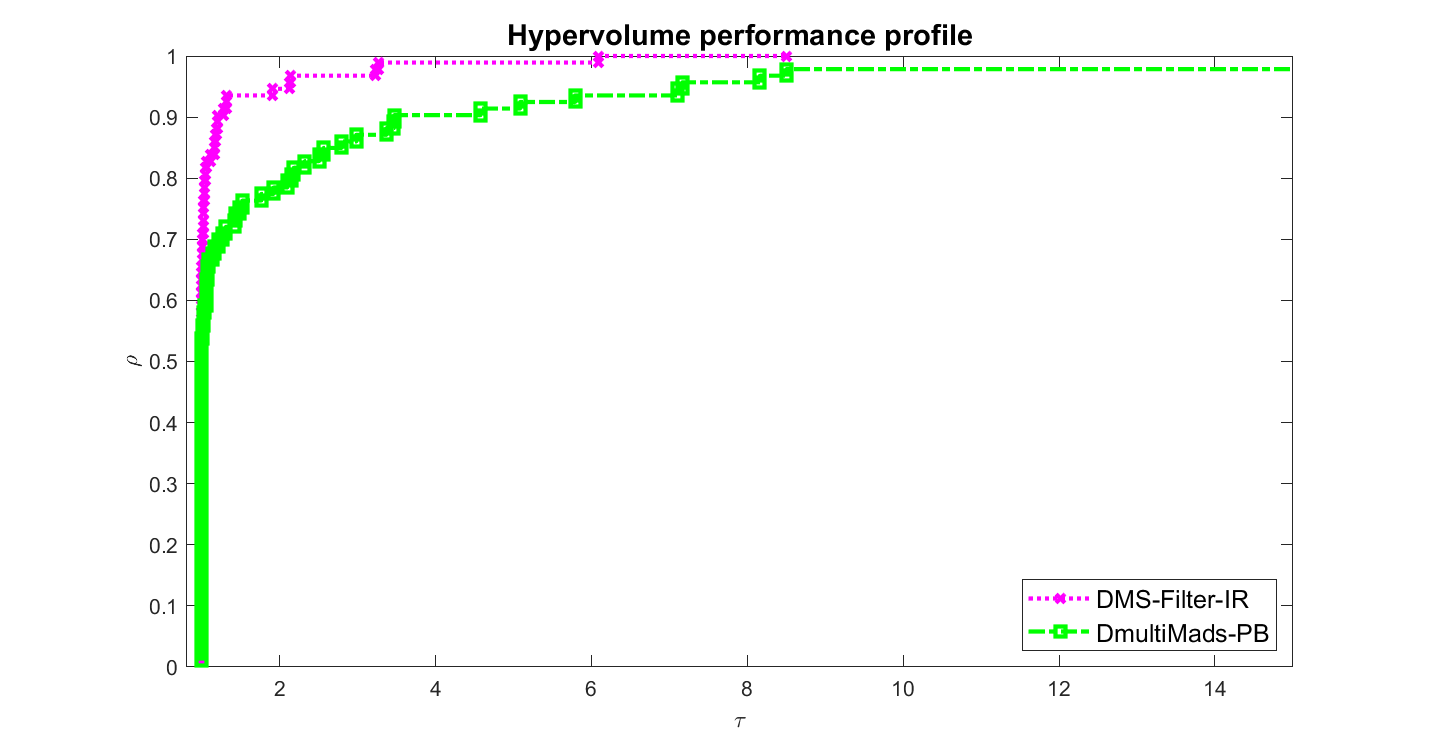 Hypervolume performance profile
1
0.9
0.8
0.7
0.6
0.5
0.4
0.3
0.2
0.1
0
ρ
2 4 6 8 10 12 14
τ
DMS-Filter-IR
DmultiMads-PB